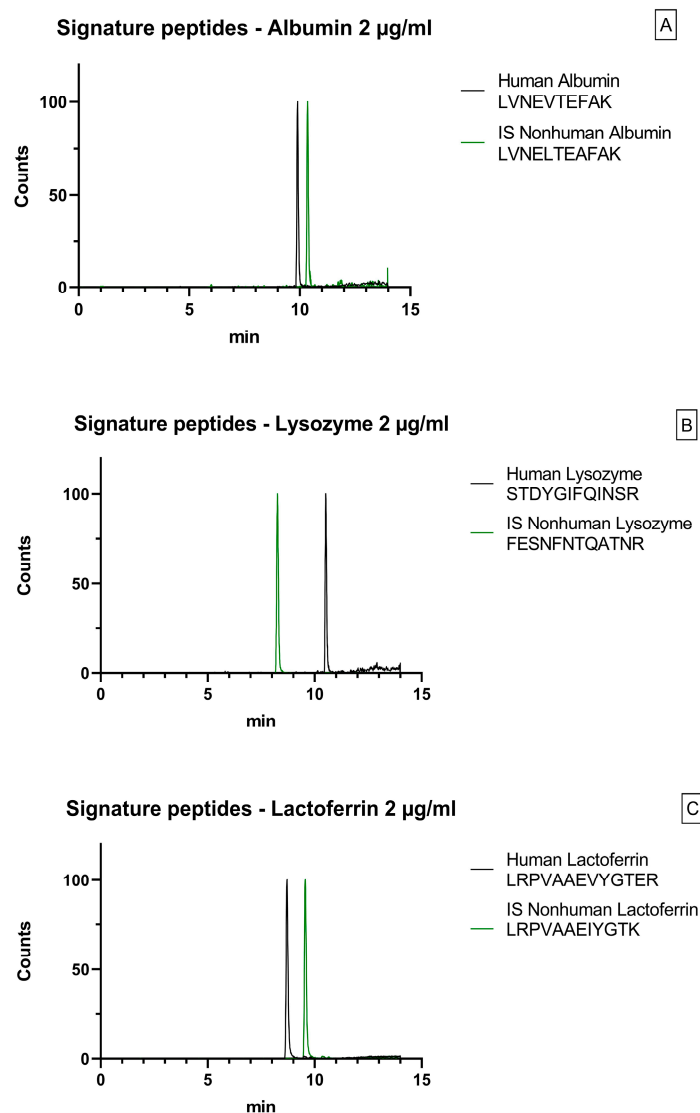 Signature peptides - Albumin 2 µg/ml
A
Human Albumin
LVNEVTEFAK
IS Nonhuman Albumin
LVNELTEAFAK
Counts
100
50
0
0 5 10 15
min
Signature peptides - Lysozyme 2 µg/ml
B
Human Lysozyme
STDYGIFQINSR
IS Nonhuman Lysozyme
FESNFNTQATNR
Counts
100
50
0
0 5 10 15
min
Signature peptides - Lactoferrin 2 µg/ml
C
Human Lactoferrin
LRPVAAEVYGTER
IS Nonhuman Lactoferrin
LRPVAAEIYGTK
Counts
100
50
0
0 5 10 15
min